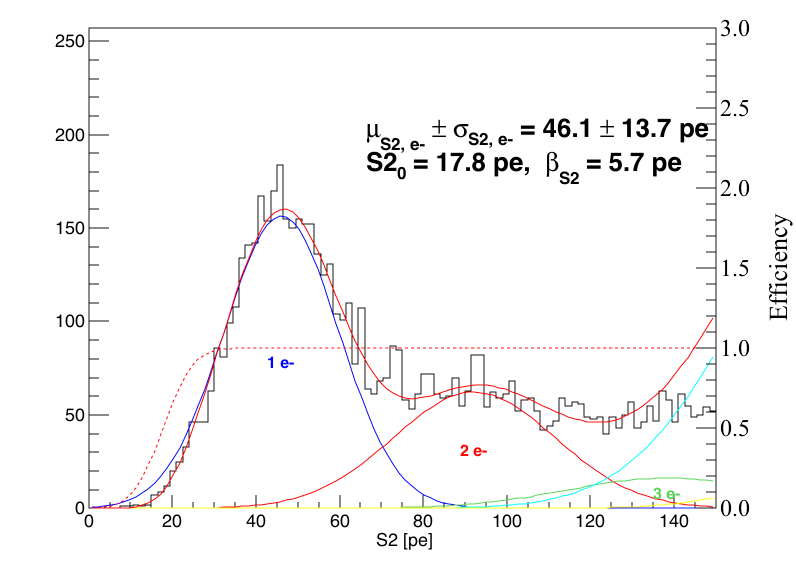 250
200
150
100
50
0
3.0
2.5
2.0
1.5
1.0
0.5
0.0
Efficiency
μS2, e- ± σS2, e- = 46.1 ± 13.7 pe
S20 = 17.8 pe, βS2 = 5.7 pe
1 e-
2 e-
3 e-
0 20 40 60 80 100 120 140
S2 [pe]